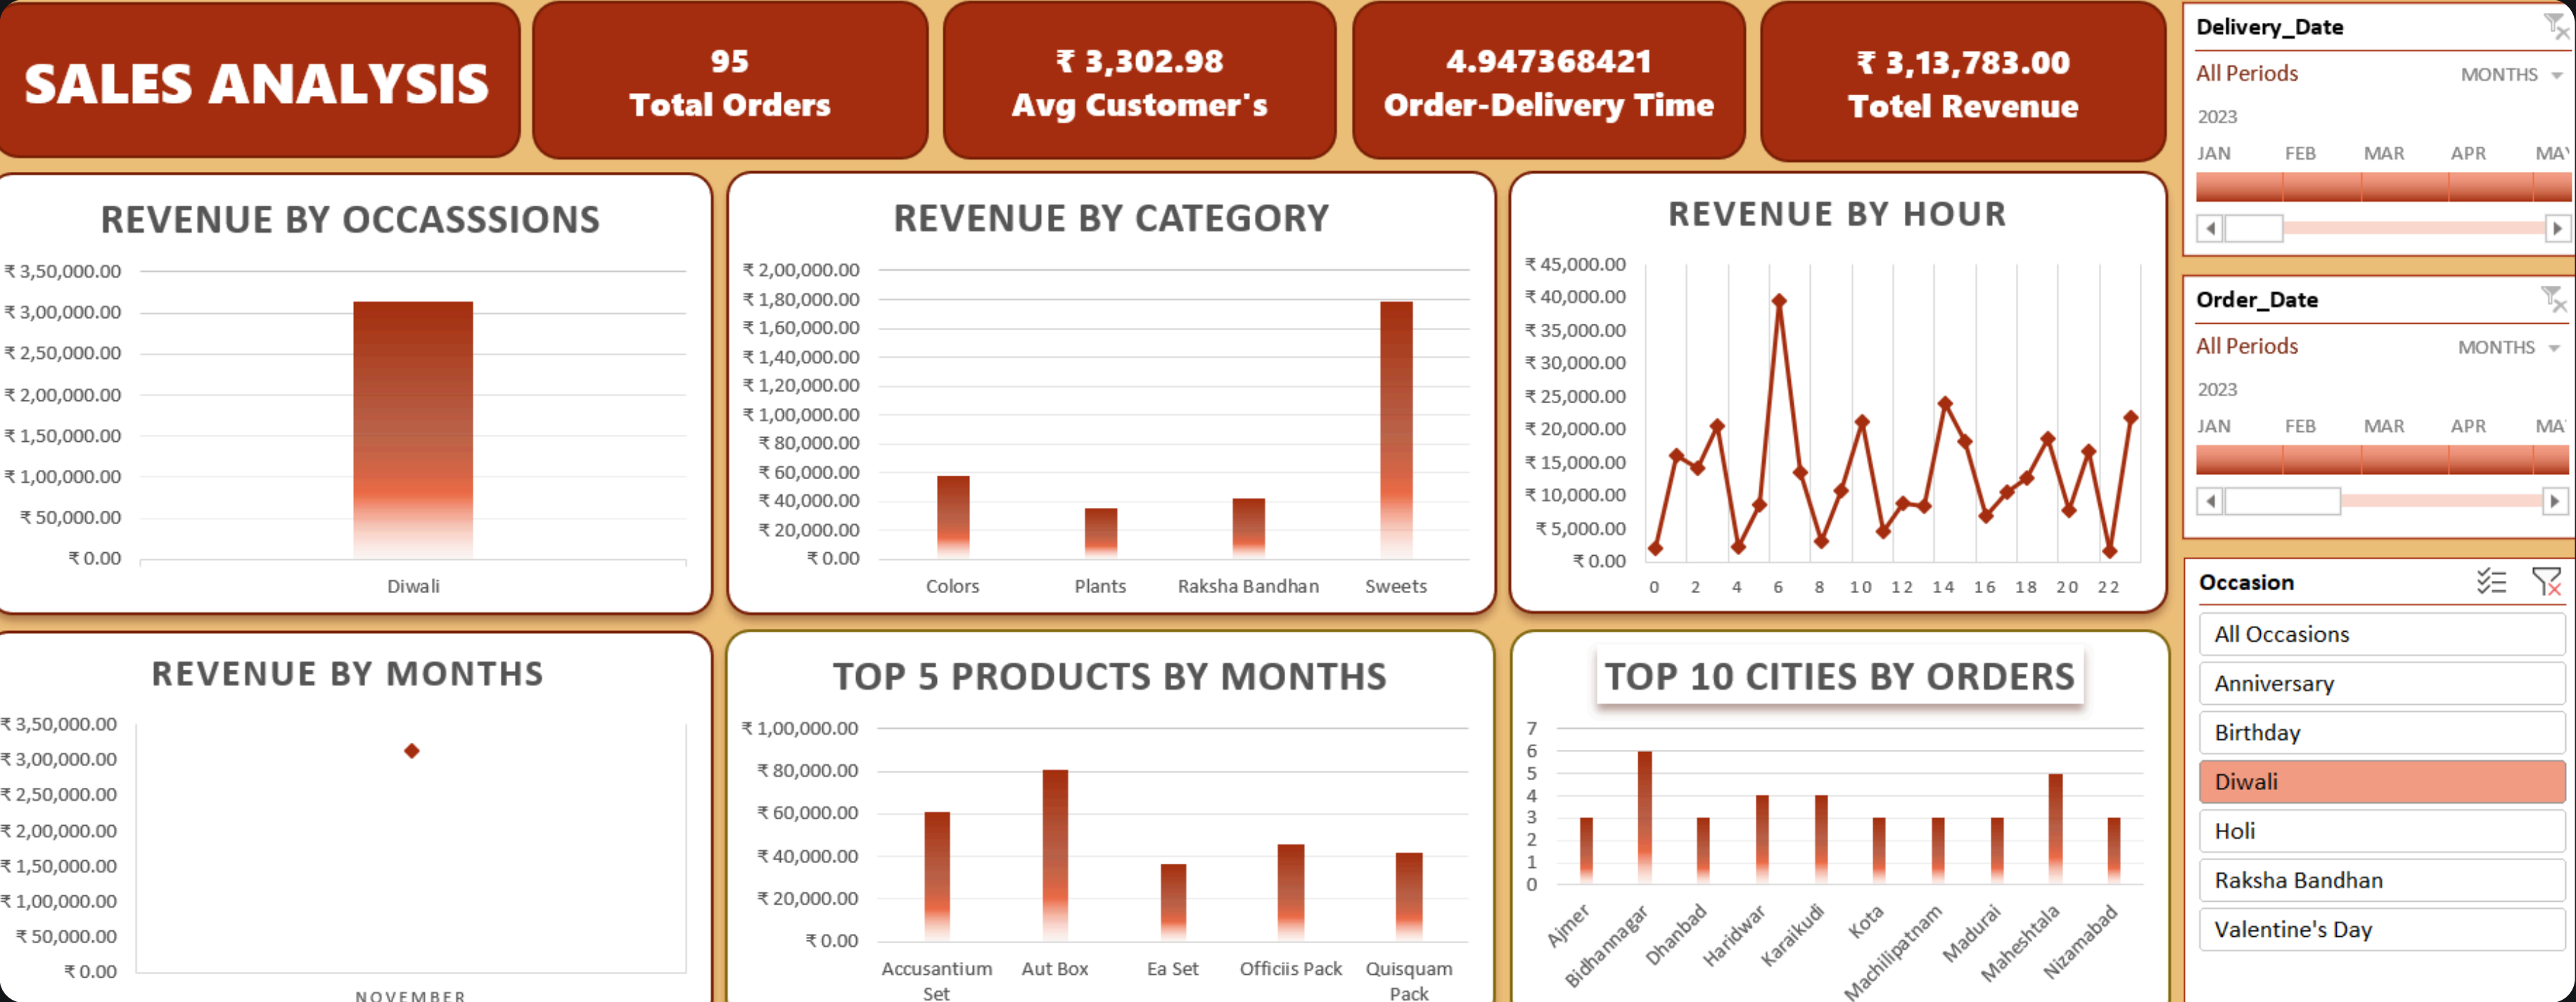 SALES ANALYSIS
95
Total Orders
₹ 3,302.98
Avg Customer's
4.947368421
Order-Delivery Time
₹ 3,13,783.00
Totel Revenue
REVENUE BY OCCASSSIONS
₹ 3,50,000.00
₹ 3,00,000.00
₹ 2,50,000.00
₹ 2,00,000.00
₹ 1,50,000.00
₹ 1,00,000.00
₹ 50,000.00
₹ 0.00
Diwali
REVENUE BY CATEGORY
₹ 2,00,000.00
₹ 1,80,000.00
₹ 1,60,000.00
₹ 1,40,000.00
₹ 1,20,000.00
₹ 1,00,000.00
₹ 80,000.00
₹ 60,000.00
₹ 40,000.00
₹ 20,000.00
₹ 0.00
Colors Plants Raksha Bandhan Sweets
REVENUE BY HOUR
₹ 45,000.00
₹ 40,000.00
₹ 35,000.00
₹ 30,000.00
₹ 25,000.00
₹ 20,000.00
₹ 15,000.00
₹ 10,000.00
₹ 5,000.00
₹ 0.00
0 2 4 6 8 10 12 14 16 18 20 22
REVENUE BY MONTHS
₹ 3,50,000.00
₹ 3,00,000.00
₹ 2,50,000.00
₹ 2,00,000.00
₹ 1,50,000.00
₹ 1,00,000.00
₹ 50,000.00
₹ 0.00
NOVEMBER
TOP 5 PRODUCTS BY MONTHS
₹ 1,00,000.00
₹ 80,000.00
₹ 60,000.00
₹ 40,000.00
₹ 20,000.00
₹ 0.00
Accusantium Aut Box Ea Set Officiis Pack Quisquam
Set Pack
TOP 10 CITIES BY ORDERS
7
6
5
4
3
2
1
0
Ajmer
Bidhannagar
Dhanbad
Haridwar
Karaikudi
Kota
Machilipatnam
Madurai
Maheshtala
Nizamabad
Delivery_Date
All Periods MONTHS
2023
JAN FEB MAR APR MAY
Order_Date
All Periods MONTHS
2023
JAN FEB MAR APR MA
Occasion
All Occasions
Anniversary
Birthday
Diwali
Holi
Raksha Bandhan
Valentine's Day